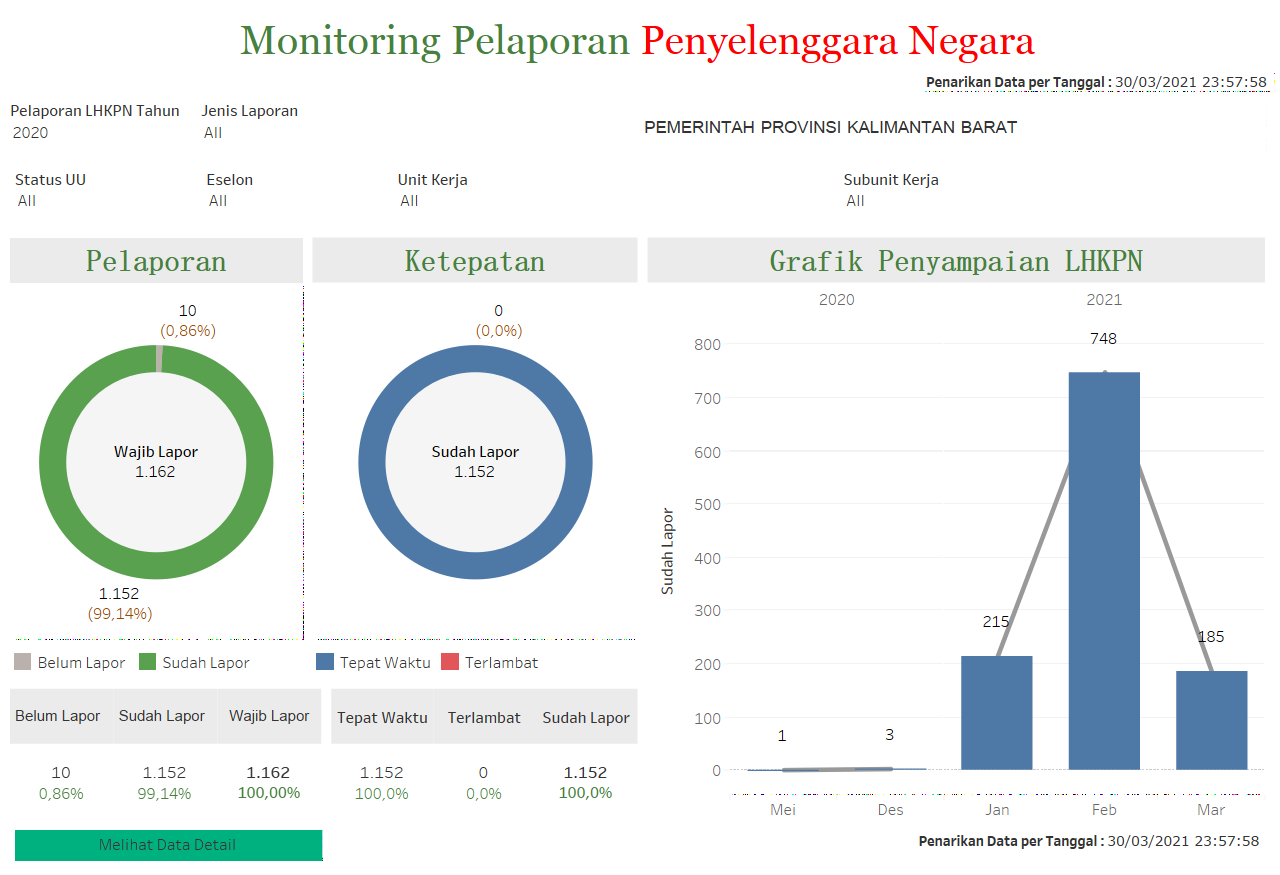 Monitoring Pelaporan Penyelenggara Negara
Penarikan Data per Tanggal : 30/03/2021 23:57:58
Pelaporan LHKPN Tahun Jenis Laporan
2020 All
PEMERINTAH PROVINSI KALIMANTAN BARAT
Status UU Eselon Unit Kerja Subunit Kerja
All All All All
Pelaporan Ketepatan Grafik Penyampaian LHKPN
10
(0,86%)
Wajib Lapor
1.162
1.152
(99,14%)
Belum Lapor Sudah Lapor
0
(0,0%)
Sudah Lapor
1.152
Tepat Waktu Terlambat
Belum Lapor Sudah Lapor Wajib Lapor
10 1.152 1.162
0,86% 99,14% 100,00%
Tepat Waktu Terlambat Sudah Lapor
1.152 0 1.152
100,0% 0,0% 100,0%
Melihat Data Detail
2020 2021
Sudah Lapor
800
700
600
500
400
300
200
100
0
1 3 215 748 185
Mei Des Jan Feb Mar
Penarikan Data per Tanggal : 30/03/2021 23:57:58